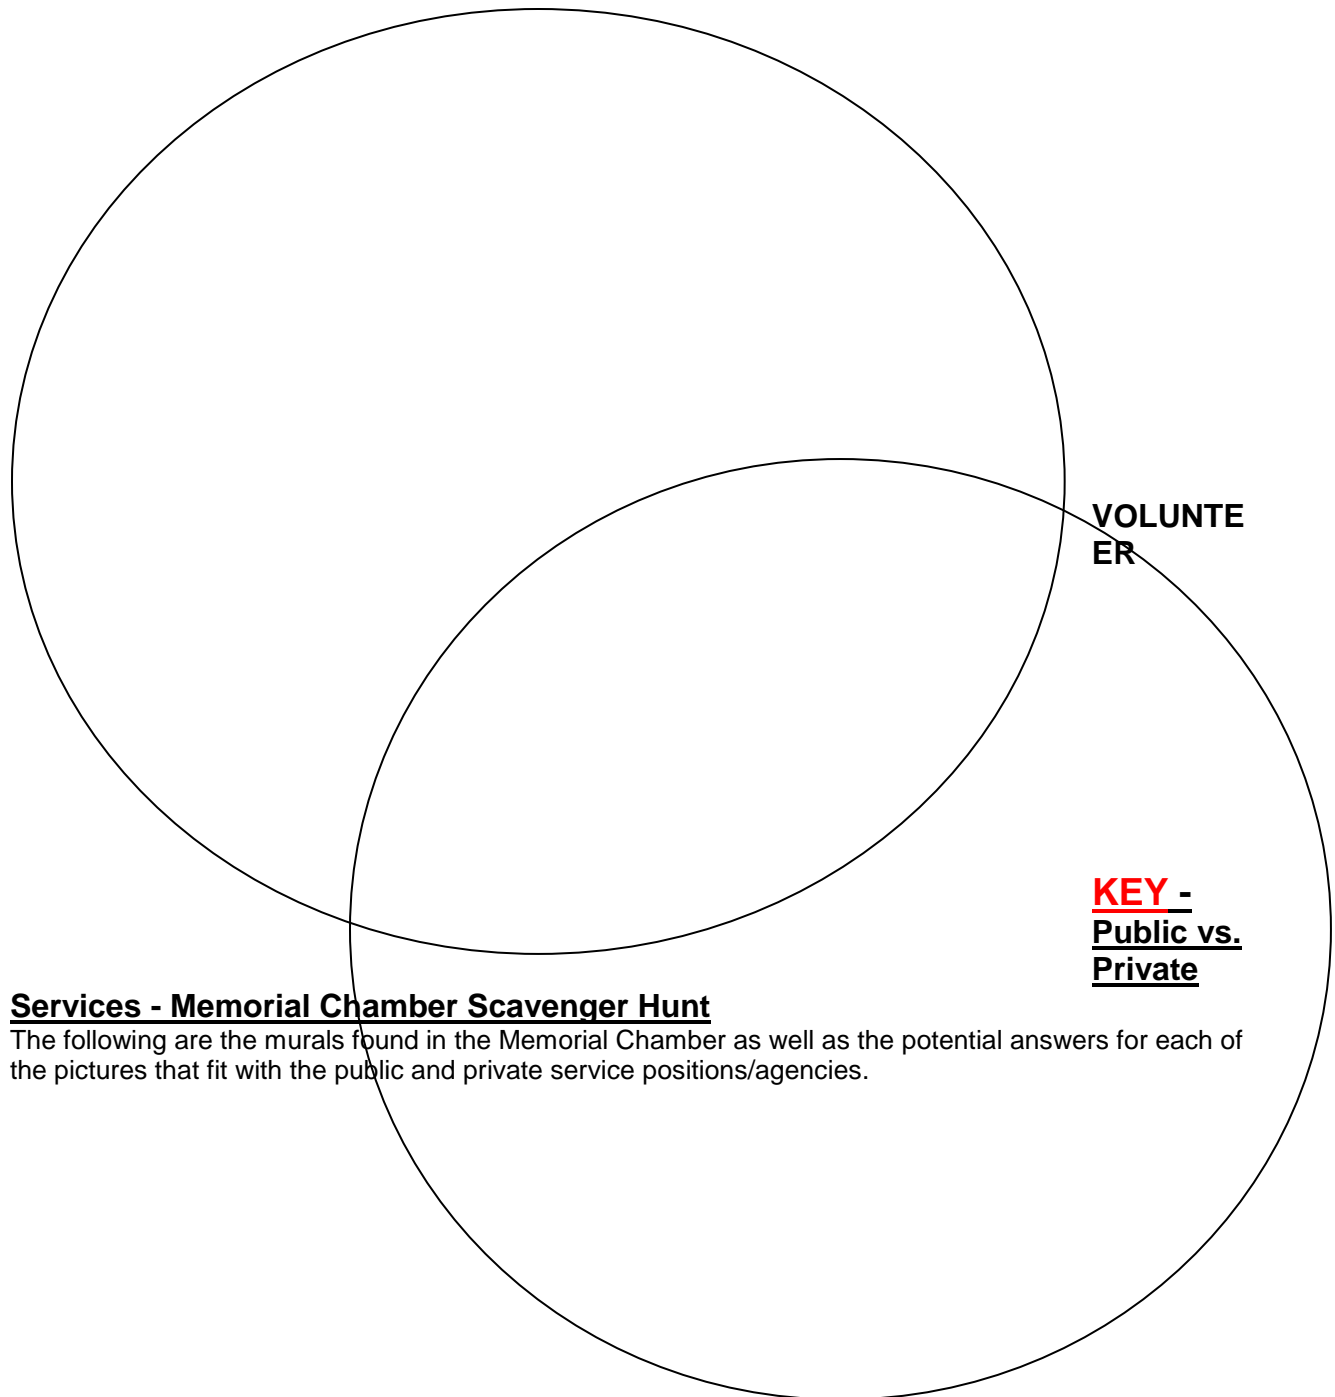 VOLUNTE
ER
KEY -
Public vs.
Private
Services - Memorial Chamber Scavenger Hunt
The following are the murals found in the Memorial Chamber as well as the potential answers for each of
the pictures that fit with the public and private service positions/agencies.